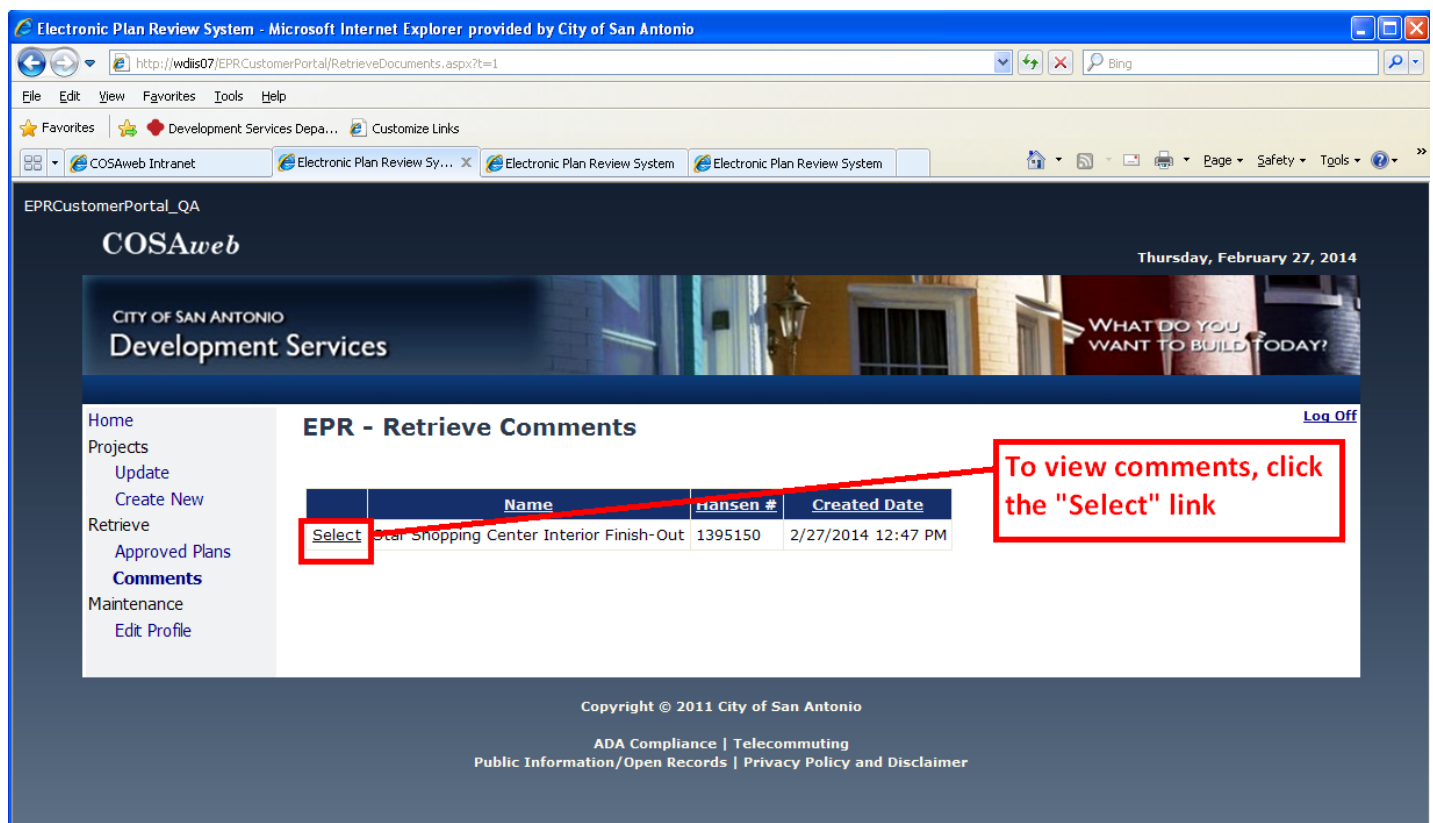 Electronic Plan Review System - Microsoft Internet Explorer provided by City of San Antonio
http://wdiis07/EPRCustomerPortal/RetrieveDocuments.aspx?t=1
Bing
File Edit View Favorites Tools Help
Favorites Development Services Depa... Customize Links
COSAweb Intranet Electronic Plan Review Sy... Electronic Plan Review System Electronic Plan Review System Page Safety Tools »
EPRCustomerPortal_QA
COSAweb
Thursday, February 27, 2014
CITY OF SAN ANTONIO
Development Services
WHAT DO YOU
WANT TO BUILD TODAY?
Log Off
Home
Projects
Update
Create New
Retrieve
Approved Plans
Comments
Maintenance
Edit Profile
EPR - Retrieve Comments
To view comments, click
the "Select" link
Name Hansen # Created Date
Select Star Shopping Center Interior Finish-Out 1395150 2/27/2014 12:47 PM
Copyright © 2011 City of San Antonio
ADA Compliance | Telecommuting
Public Information/Open Records | Privacy Policy and Disclaimer